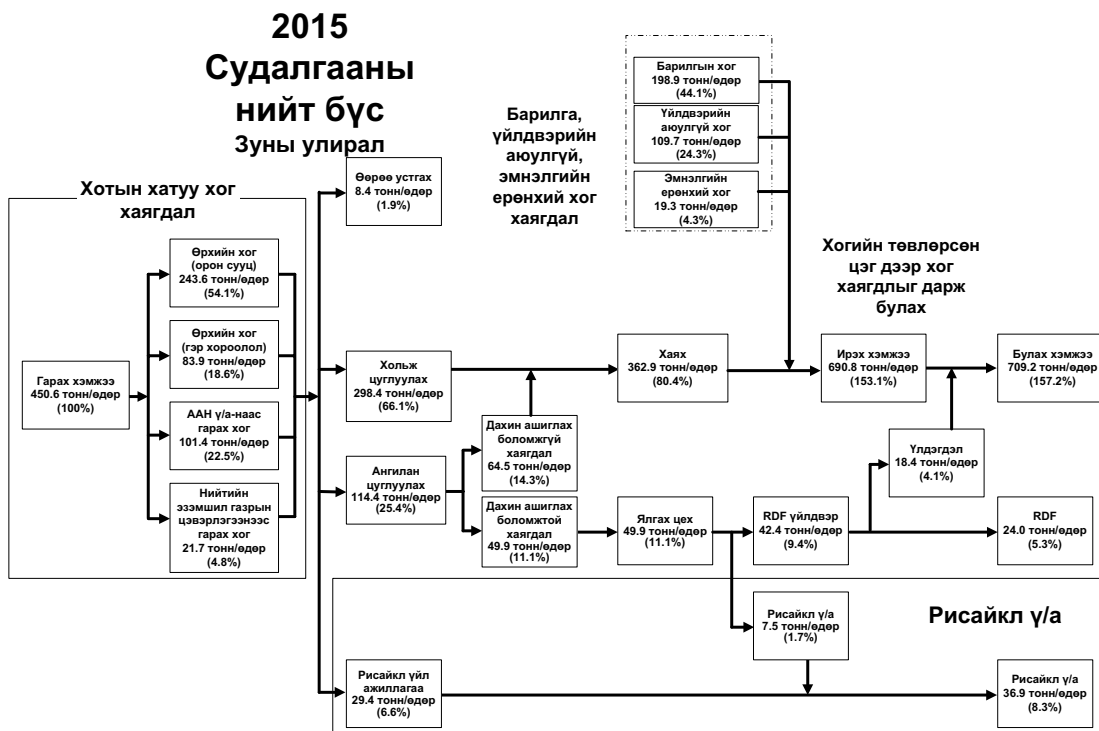 2015
Судалгааны
нийт бүс
Зуны улирал
Барилга,
үйлдвэрийн
аюулгүй,
эмнэлгийн
ерөнхий хог
хаягдал
Барилгын хог
198.9 тонн/өдөр
(44.1%)
Үйлдвэрийн
аюулгүй хог
109.7 тонн/өдөр
(24.3%)
Эмнэлгийн
ерөнхий хог
19.3 тонн/өдөр
(4.3%)
Хотын хатуу хог
хаягдал
Өөрөө устгах
8.4 тонн/өдөр
(1.9%)
Хогийн төвлөрсөн
цэг дээр хог
хаягдлыг дарж
булах
Гарах хэмжээ
450.6 тонн/өдөр
(100%)
Өрхийн хог
(орон сууц)
243.6 тонн/өдөр
(54.1%)
Өрхийн хог
(гэр хороолол)
83.9 тонн/өдөр
(18.6%)
ААН ү/а-наас
гарах хог
101.4 тонн/өдөр
(22.5%)
Нийтийн
эзэмшил газрын
цэвэрлэгээнээс
гарах хог
21.7 тонн/өдөр
(4.8%)
Хольж
цуглуулах
298.4 тонн/өдөр
(66.1%)
Хаях
362.9 тонн/өдөр
(80.4%)
Ирэх хэмжээ
690.8 тонн/өдөр
(153.1%)
Булах хэмжээ
709.2 тонн/өдөр
(157.2%)
Ангилан
цуглуулах
114.4 тонн/өдөр
(25.4%)
Дахин ашиглах
боломжгүй
хаягдал
64.5 тонн/өдөр
(14.3%)
Дахин ашиглах
боломжтой
хаягдал
49.9 тонн/өдөр
(11.1%)
Ялгах цех
49.9 тонн/өдөр
(11.1%)
RDF үйлдвэр
42.4 тонн/өдөр
(9.4%)
Үлдэгдэл
18.4 тонн/өдөр
(4.1%)
RDF
24.0 тонн/өдөр
(5.3%)
Рисайкл ү/а
Рисайкл ү/а
7.5 тонн/өдөр
(1.7%)
Рисайкл үйл
ажиллагаа
29.4 тонн/өдөр
(6.6%)
Рисайкл ү/а
36.9 тонн/өдөр
(8.3%)